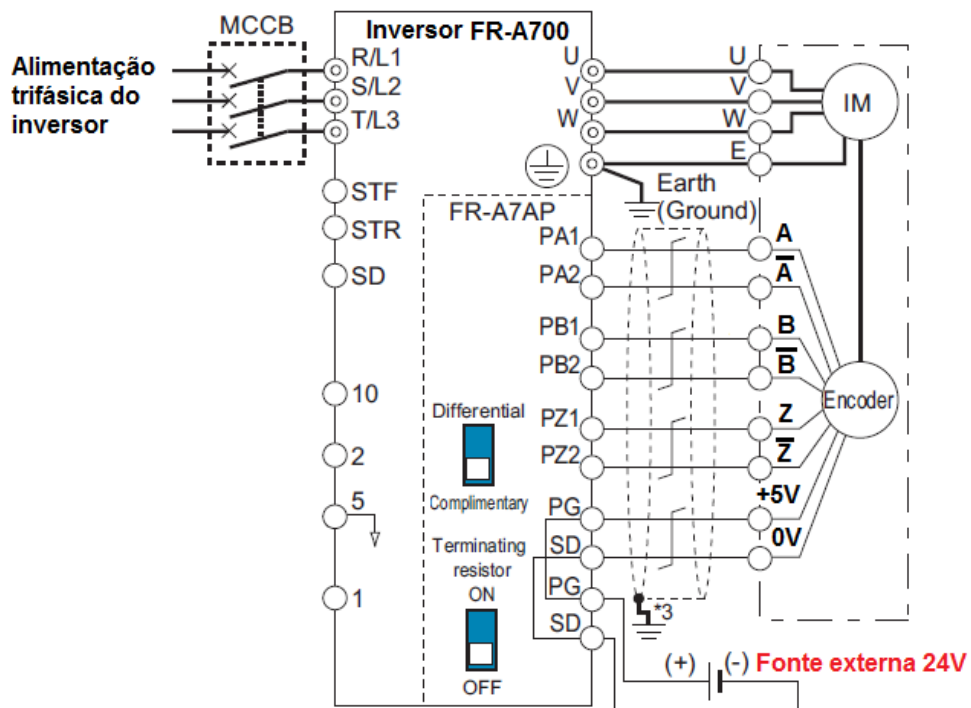 MCCB
Inversor FR-A700
Alimentação
trifásica do
inversor
R/L1
S/L2
T/L3
U
V
W
U
V
W
E
IM
Earth
(Ground)
STF
STR
SD
10
2
5
1
FR-A7AP
PA1
PA2
PB1
PB2
PZ1
PZ2
PG
SD
PG
SD
A
A̅
B
B̅
Z
Z̅
+5V
0V
Encoder
Differential
Complimentary
Terminating
resistor
ON
OFF
*3
(+)
(-) Fonte externa 24V